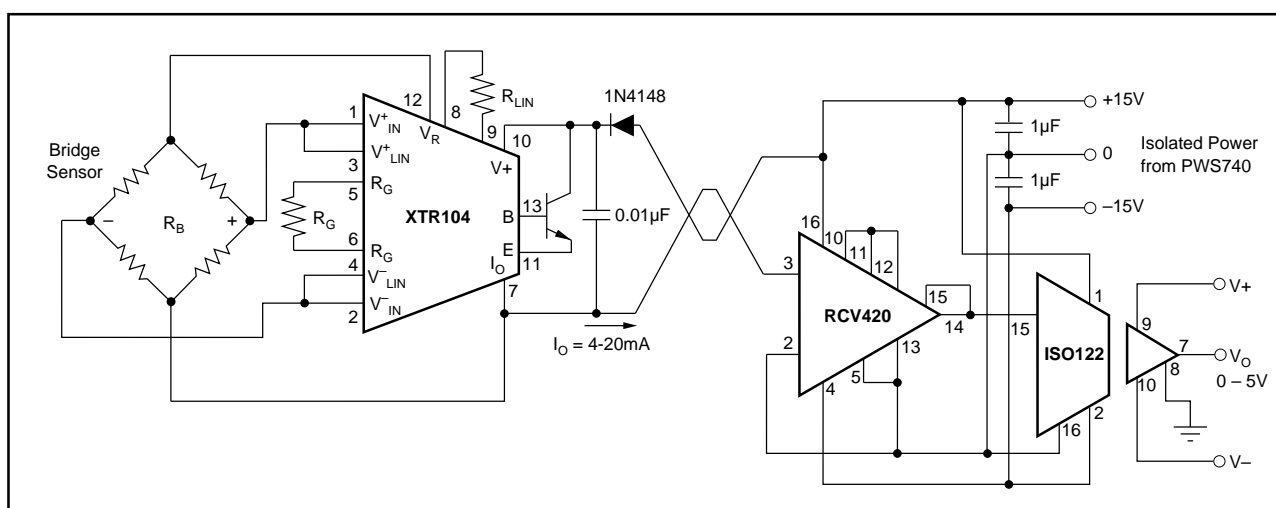 Bridge
Sensor
R_B
–
+
R_G
1
3
5
6
4
2
V^+_IN
V^+_LIN
R_G
R_G
V^-_LIN
V^-_IN
XTR104
12
V_R
8
R_LIN
9
10
V+
B
13
E
11
I_O
7
1N4148
0.01µF
I_O = 4-20mA
3
2
16
10
11
12
RCV420
15
14
13
5
4
+15V
1µF
0
1µF
–15V
Isolated Power
from PWS740
15
ISO122
1
16
2
9
7
8
10
V+
V_O
0 – 5V
V–